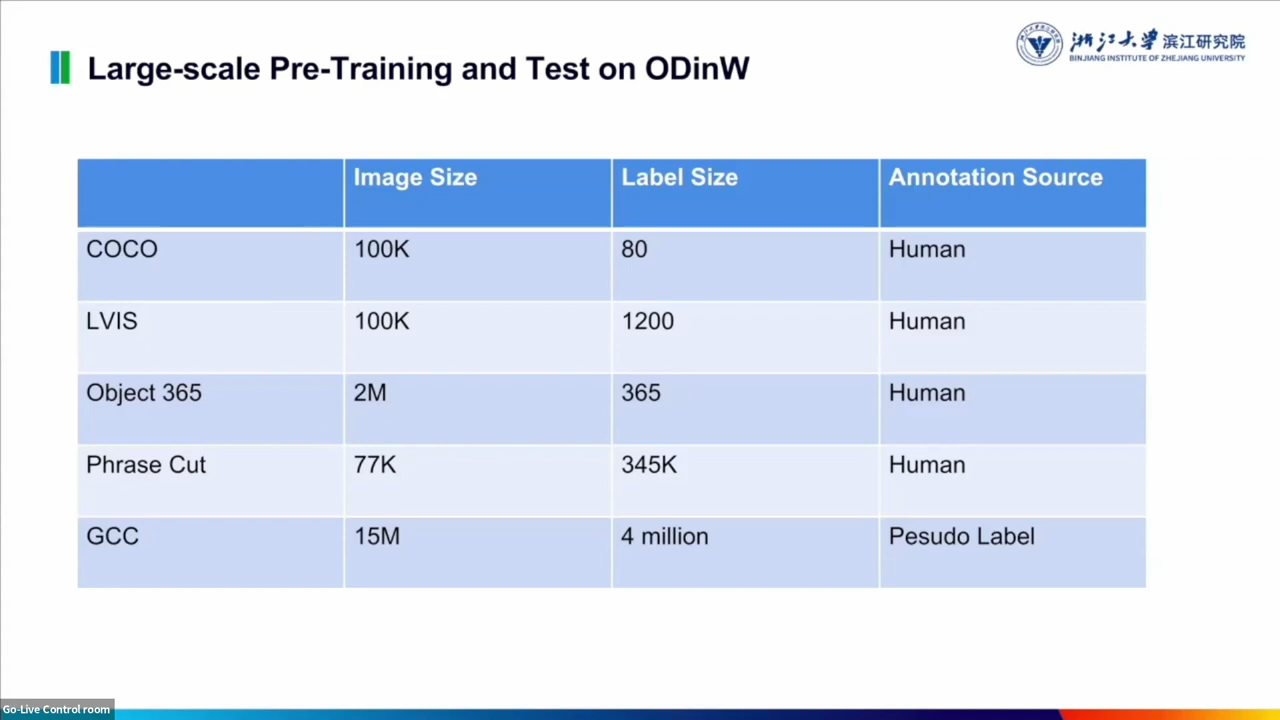 浙江大学滨江研究院
BINJIANG INSTITUTE OF ZHEJIANG UNIVERSITY
Large-scale Pre-Training and Test on ODinW
Image Size Label Size Annotation Source
COCO 100K 80 Human
LVIS 100K 1200 Human
Object 365 2M 365 Human
Phrase Cut 77K 345K Human
GCC 15M 4 million Pesudo Label
Go-Live Control room